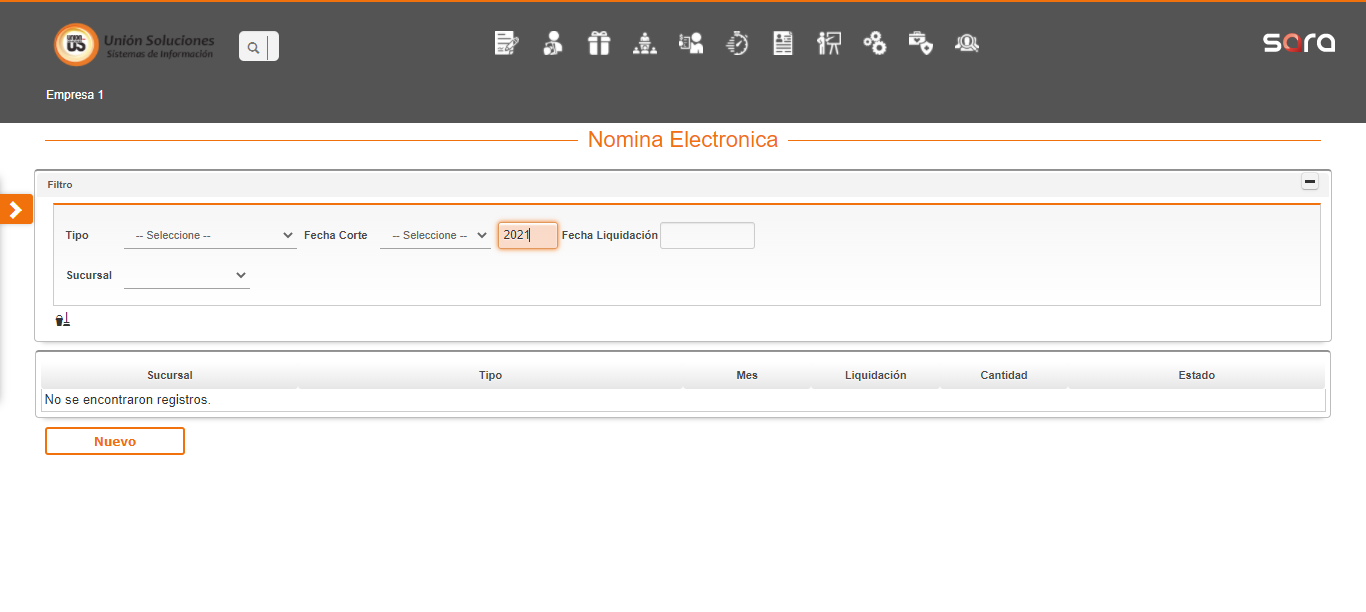 UNION
US
Unión Soluciones
Sistemas de Información
sara
Empresa 1
Nomina Electronica
Filtro
Tipo -- Seleccione -- Fecha Corte -- Seleccione -- 2021 Fecha Liquidación
Sucursal
Sucursal Tipo Mes Liquidación Cantidad Estado
No se encontraron registros.
Nuevo